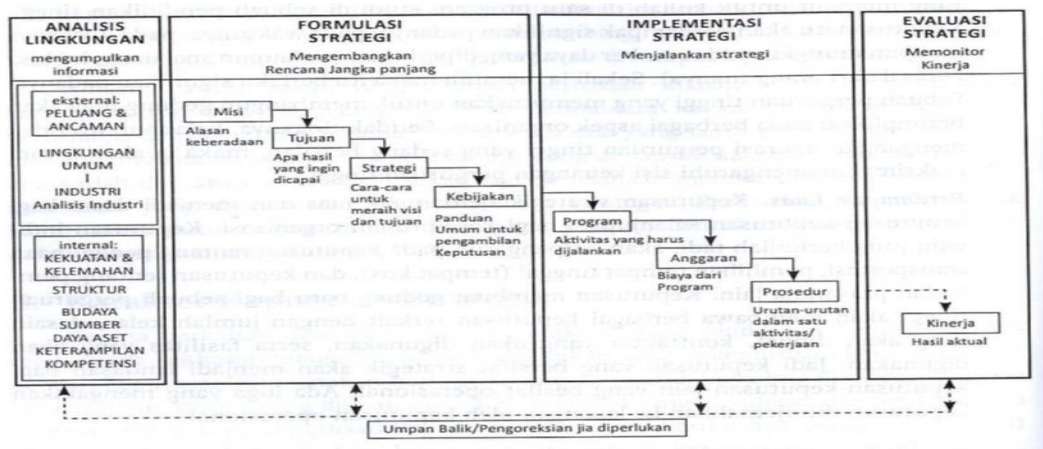 ANALISIS
LINGKUNGAN
mengumpulkan
informasi
eksternal:
PELUANG &
ANCAMAN
LINGKUNGAN
UMUM
I
INDUSTRI
Analisis Industri
internal:
KEKUATAN &
KELEMAHAN
STRUKTUR
BUDAYA
SUMBER
DAYA ASET
KETERAMPILAN
KOMPETENSI
FORMULASI
STRATEGI
Mengembangkan
Rencana Jangka panjang
Misi
Alasan
keberadaan
Tujuan
Apa hasil
yang ingin
dicapai
Strategi
Cara-cara
untuk
meraih visi
dan tujuan
Kebijakan
Panduan
Umum untuk
pengambilan
keputusan
IMPLEMENTASI
STRATEGI
Menjalankan strategi
Program
Aktivitas yang harus
dijalankan
Anggaran
Biaya dari
Program
Prosedur
Urutan-urutan
dalam satu
aktivitas/
pekerjaan
EVALUASI
STRATEGI
Memonitor
Kinerja
Kinerja
Hasil aktual
Umpan Balik/Pengoreksian jia diperlukan